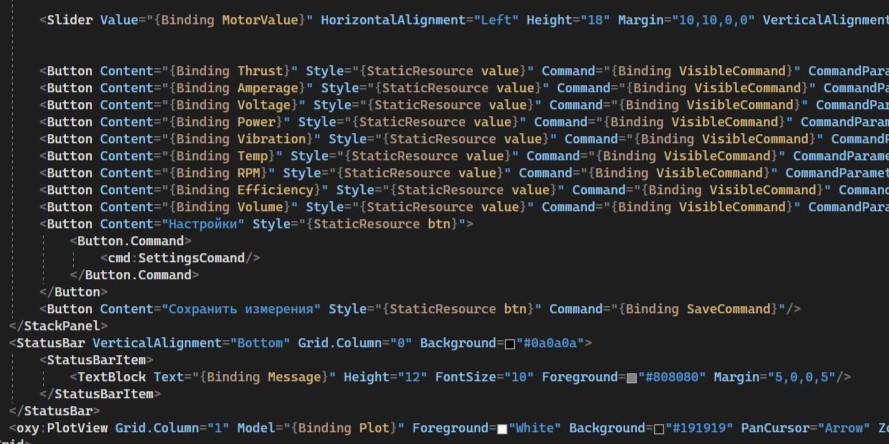 <Slider Value="{Binding MotorValue}" HorizontalAlignment="Left" Height="18" Margin="10,10,0,0" VerticalAlignment
<Button Content="{Binding Thrust}" Style="{StaticResource value}" Command="{Binding VisibleCommand}" CommandPara
<Button Content="{Binding Amperage}" Style="{StaticResource value}" Command="{Binding VisibleCommand}" CommandPa
<Button Content="{Binding Voltage}" Style="{StaticResource value}" Command="{Binding VisibleCommand}" CommandPar
<Button Content="{Binding Power}" Style="{StaticResource value}" Command="{Binding VisibleCommand}" CommandParam
<Button Content="{Binding Vibration}" Style="{StaticResource value}" Command="{Binding VisibleCommand}" CommandP
<Button Content="{Binding Temp}" Style="{StaticResource value}" Command="{Binding VisibleCommand}" CommandParame
<Button Content="{Binding RPM}" Style="{StaticResource value}" Command="{Binding VisibleCommand}" CommandParamet
<Button Content="{Binding Efficiency}" Style="{StaticResource value}" Command="{Binding VisibleCommand}" Command
<Button Content="{Binding Volume}" Style="{StaticResource value}" Command="{Binding VisibleCommand}" CommandPara
<Button Content="Настройки" Style="{StaticResource btn}">
<Button.Command>
<cmd:SettingsComand/>
</Button.Command>
</Button>
<Button Content="Сохранить измерения" Style="{StaticResource btn}" Command="{Binding SaveCommand}"/>
</StackPanel>
<StatusBar VerticalAlignment="Bottom" Grid.Column="0" Background="#0a0a0a">
<StatusBarItem>
<TextBlock Text="{Binding Message}" Height="12" FontSize="10" Foreground="#808080" Margin="5,0,0,5"/>
</StatusBarItem>
</StatusBar>
<oxy:PlotView Grid.Column="1" Model="{Binding Plot}" Foreground="White" Background="#191919" PanCursor="Arrow" Zo